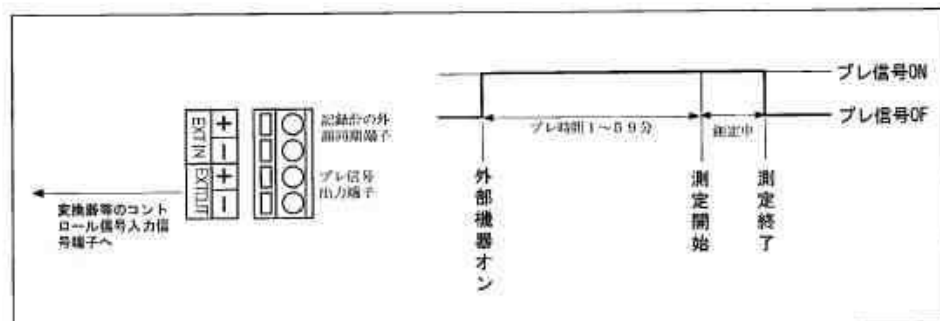 プレ信号ON
プレ信号OF
記録計の外
部同期端子
プレ時間1〜59分
測定中
EXT IN
+
−
EXTOUT
+
−
プレ信号
出力端子
変換器等のコント
ロール信号入力信
号端子へ
外部機器オン
測定開始
測定終了